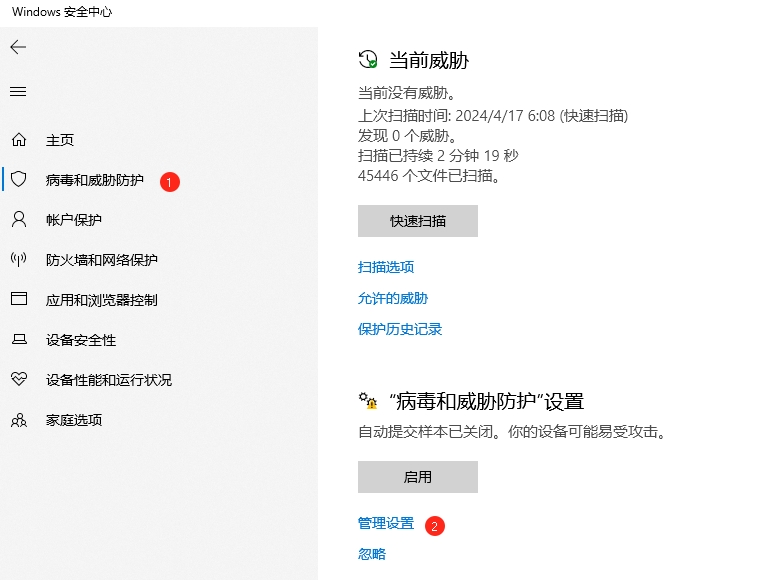 Windows 安全中心
主页
病毒和威胁防护 1
帐户保护
防火墙和网络保护
应用和浏览器控制
设备安全性
设备性能和运行状况
家庭选项
当前威胁
当前没有威胁。
上次扫描时间: 2024/4/17 6:08 (快速扫描)
发现 0 个威胁。
扫描已持续 2 分钟 19 秒
45446 个文件已扫描。
快速扫描
扫描选项
允许的威胁
保护历史记录
“病毒和威胁防护”设置
自动提交样本已关闭。你的设备可能易受攻击。
启用
管理设置 2
忽略